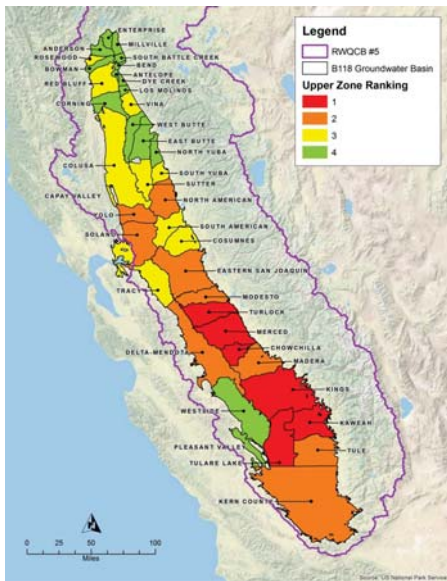 ENTERPRISE
MILLVILLE
ANDERSON
SOUTH BATTLE CREEK
ROSEWOOD
BEND
BOWMAN
ANTELOPE
DYE CREEK
RED BLUFF
LOS MOLINOS
CORNING
VINA
WEST BUTTE
EAST BUTTE
NORTH YUBA
COLUSA
SOUTH YUBA
SUTTER
CAPAY VALLEY
NORTH AMERICAN
YOLO
SOUTH AMERICAN
SOLANO
COSUMNES
EASTERN SAN JOAQUIN
TRACY
MODESTO
TURLOCK
MERCED
CHOWCHILLA
DELTA-MENDOTA
MADERA
KINGS
WESTSIDE
KAWEAH
PLEASANT VALLEY
TULE
TULARE LAKE
KERN COUNTY
Legend
RWQCB #5
B118 Groundwater Basin
Upper Zone Ranking
1
2
3
4
0 25 50 100
Miles
Source: US National Park Service